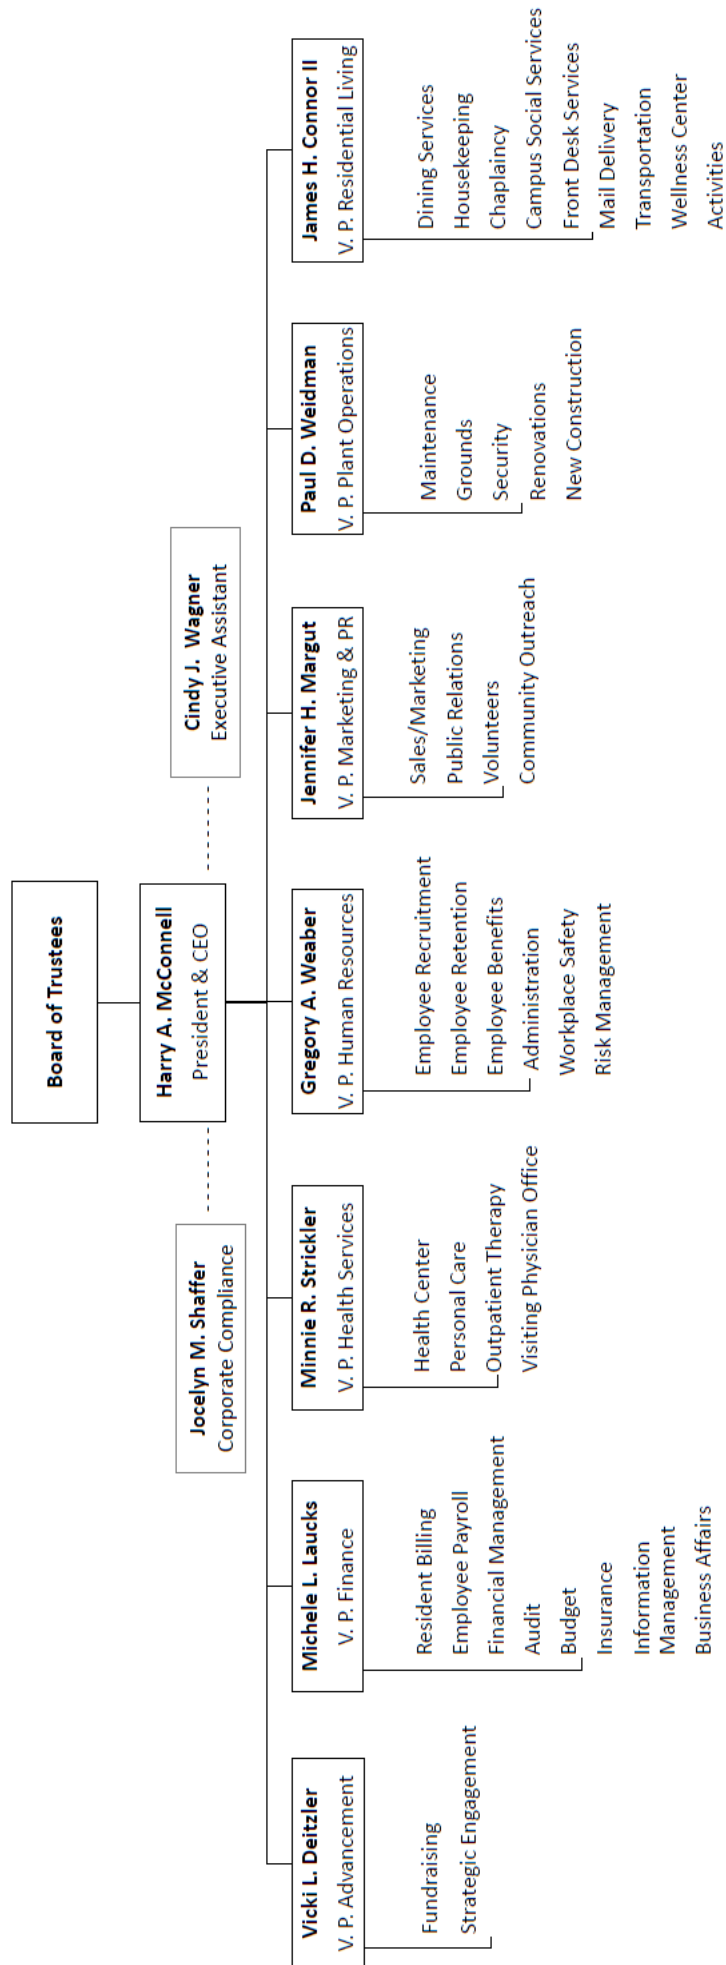 Board of Trustees
Harry A. McConnell
President & CEO
Jocelyn M. Shaffer
Corporate Compliance
Cindy J. Wagner
Executive Assistant
Vicki L. Deitzler
V. P. Advancement
Fundraising
Strategic Engagement
Michele L. Laucks
V. P. Finance
Resident Billing
Employee Payroll
Financial Management
Audit
Budget
Insurance
Information
Management
Business Affairs
Minnie R. Strickler
V. P. Health Services
Health Center
Personal Care
Outpatient Therapy
Visiting Physician Office
Gregory A. Weaber
V. P. Human Resources
Employee Recruitment
Employee Retention
Employee Benefits
Administration
Workplace Safety
Risk Management
Jennifer H. Margut
V. P. Marketing & PR
Sales/Marketing
Public Relations
Volunteers
Community Outreach
Paul D. Weidman
V. P. Plant Operations
Maintenance
Grounds
Security
Renovations
New Construction
James H. Connor II
V. P. Residential Living
Dining Services
Housekeeping
Chaplaincy
Campus Social Services
Front Desk Services
Mail Delivery
Transportation
Wellness Center
Activities